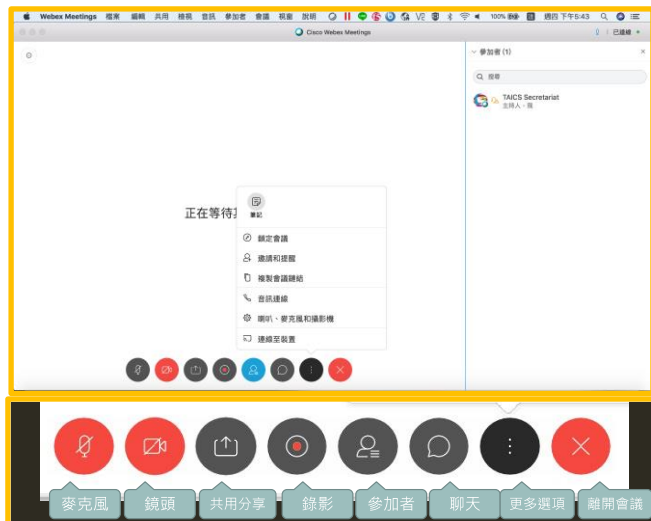 Webex Meetings 檔案 編輯 共用 檢視 音訊 參加者 會議 視窗 說明 100% 週四 下午5:43
Cisco Webex Meetings
已連線
參加者 (1)
搜尋
TAICS Secretariat
主持人、我
正在等待
筆記
鎖定會議
邀請和提醒
複製會議鏈結
音訊連線
喇叭、麥克風和攝影機
連線至裝置
麥克風
鏡頭
共用分享
錄影
參加者
聊天
更多選項
離開會議